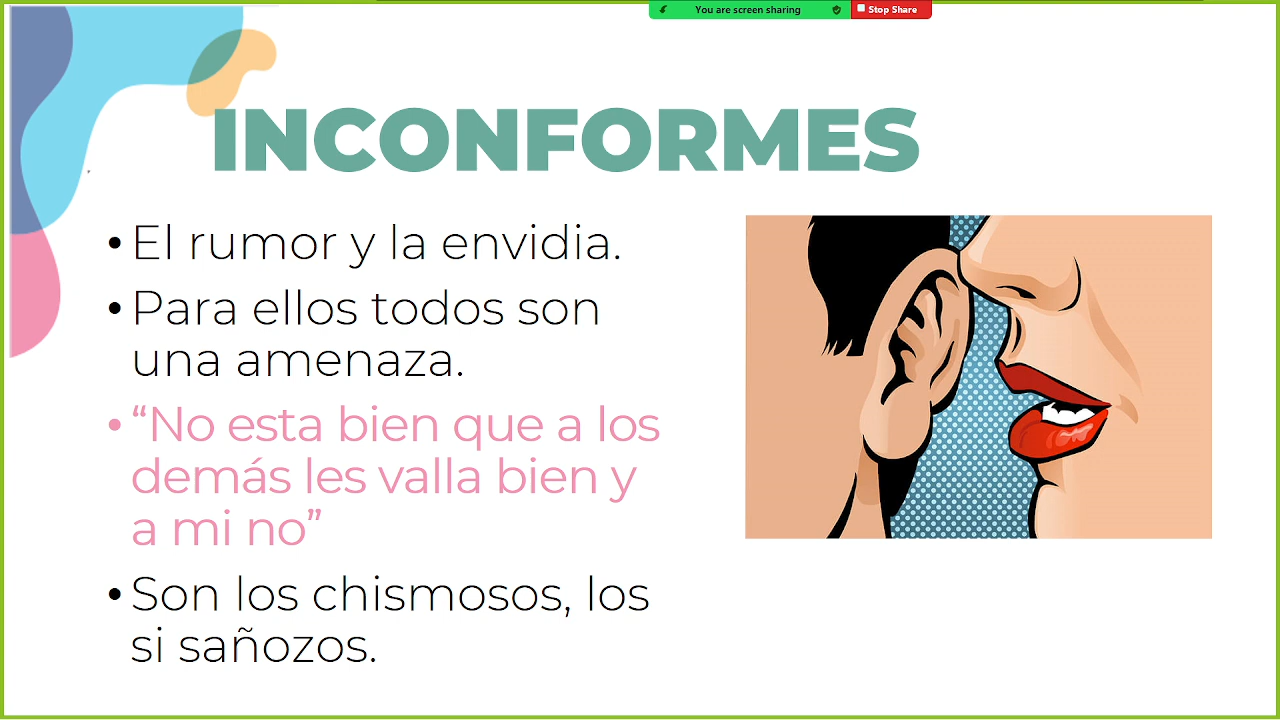 You are screen sharing
Stop Share
INCONFORMES
• El rumor y la envidia.
• Para ellos todos son
una amenaza.
• “No esta bien que a los
demás les valla bien y
a mi no”
• Son los chismosos, los
si sañozos.